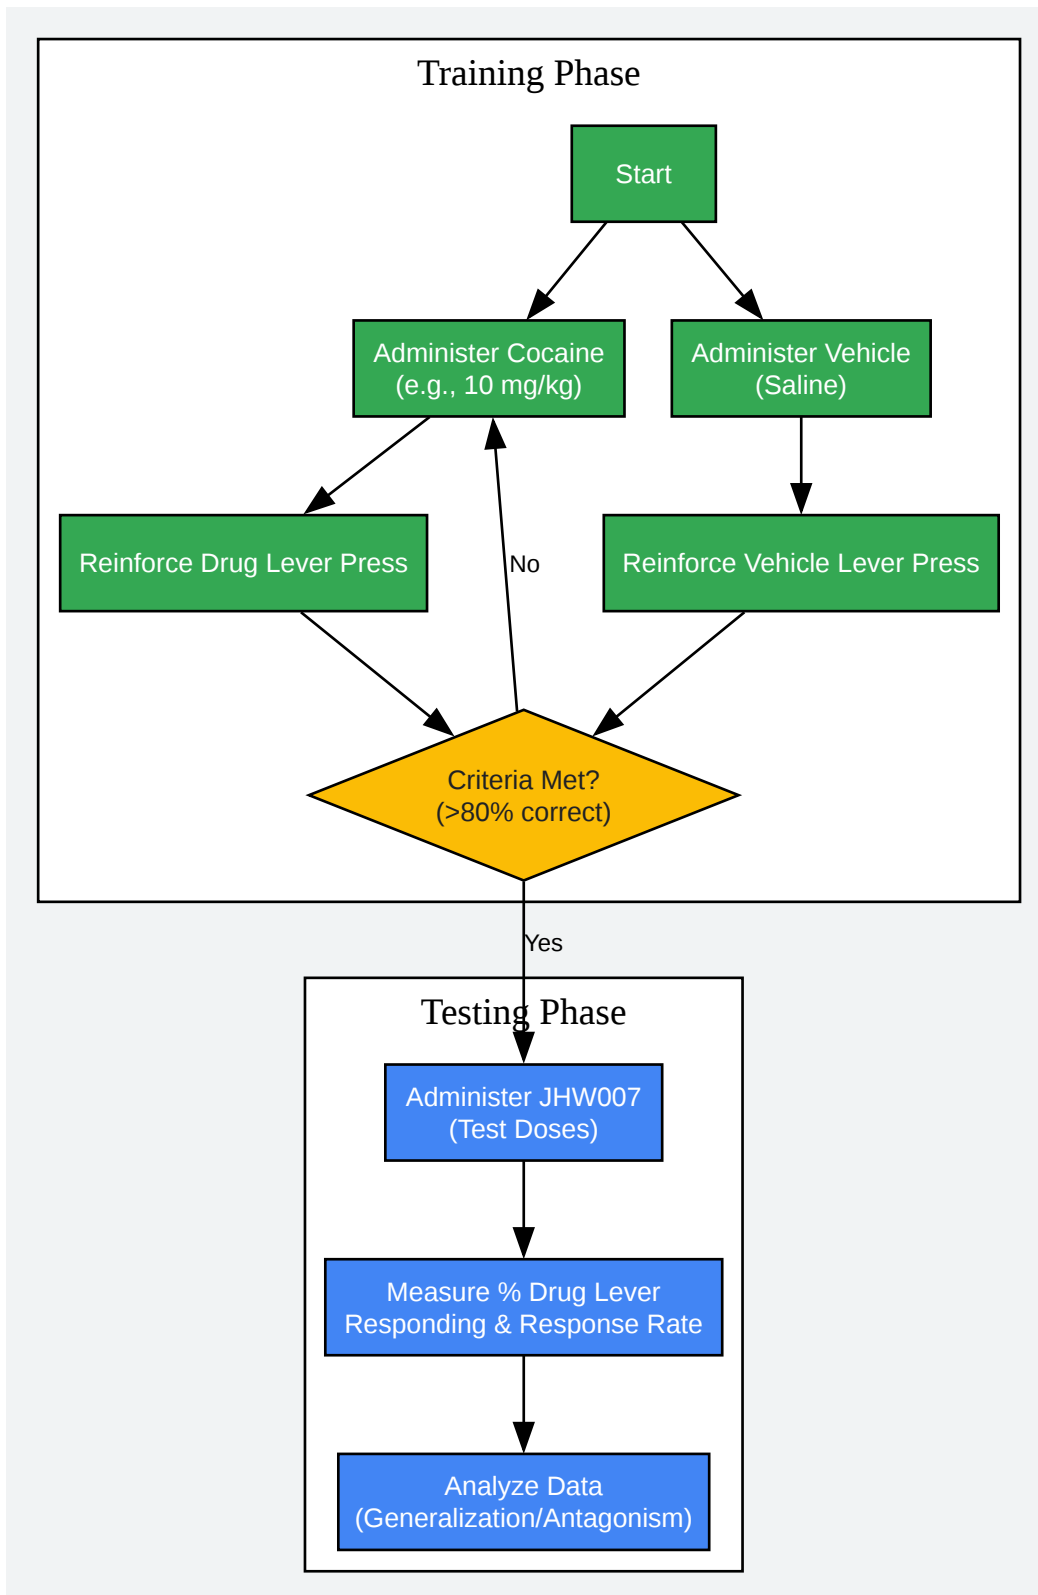 Training Phase
Start
Administer Cocaine
(e.g., 10 mg/kg)
Administer Vehicle
(Saline)
Reinforce Drug Lever Press
No
Reinforce Vehicle Lever Press
Criteria Met?
(>80% correct)
Yes
Testing Phase
Administer JHW007
(Test Doses)
Measure % Drug Lever
Responding & Response Rate
Analyze Data
(Generalization/Antagonism)